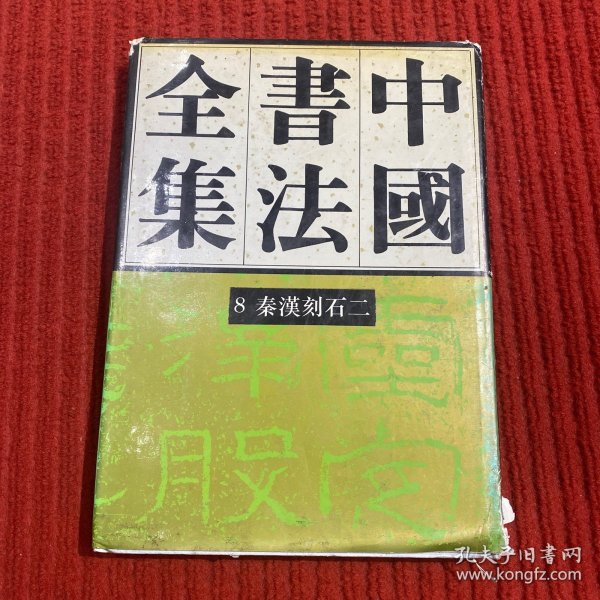 中國
書法
全集
8 秦漢刻石二
孔夫子旧書网
www.kongfz.com